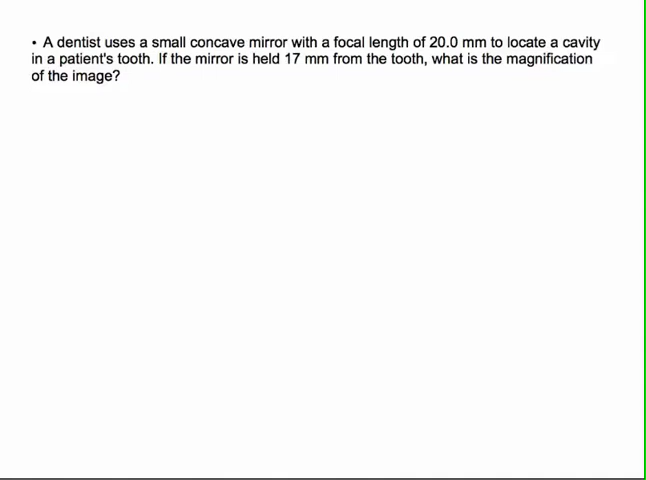 • A dentist uses a small concave mirror with a focal length of 20.0 mm to locate a cavity
in a patient's tooth. If the mirror is held 17 mm from the tooth, what is the magnification
of the image?